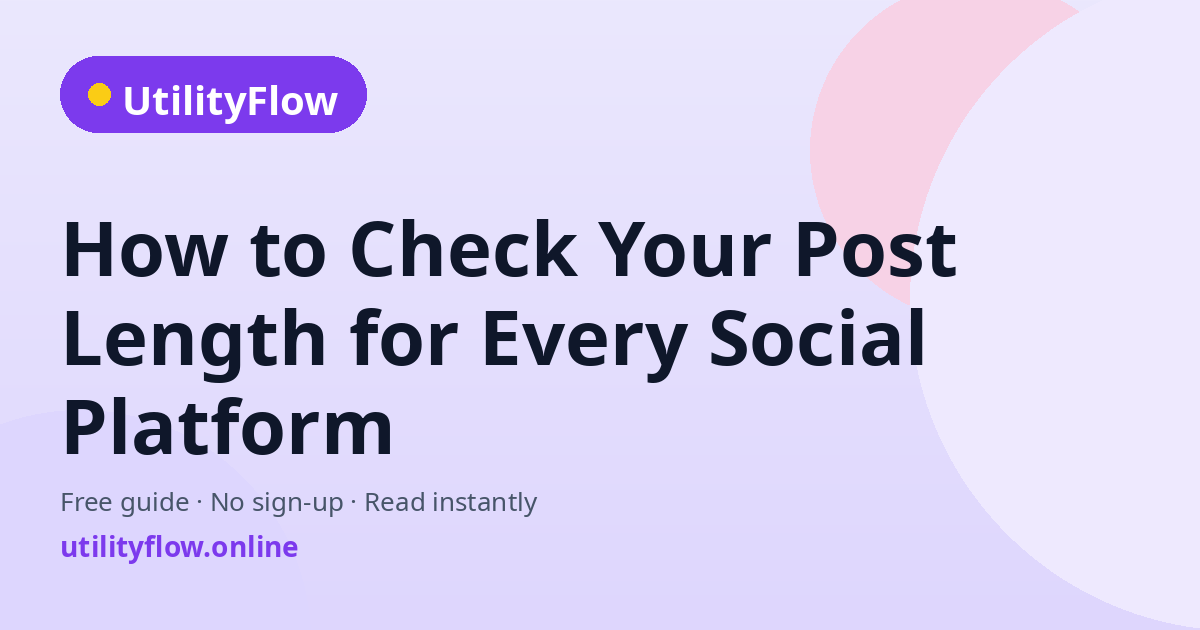 UtilityFlow
How to Check Your Post
Length for Every Social
Platform
Free guide · No sign-up · Read instantly
utilityflow.online